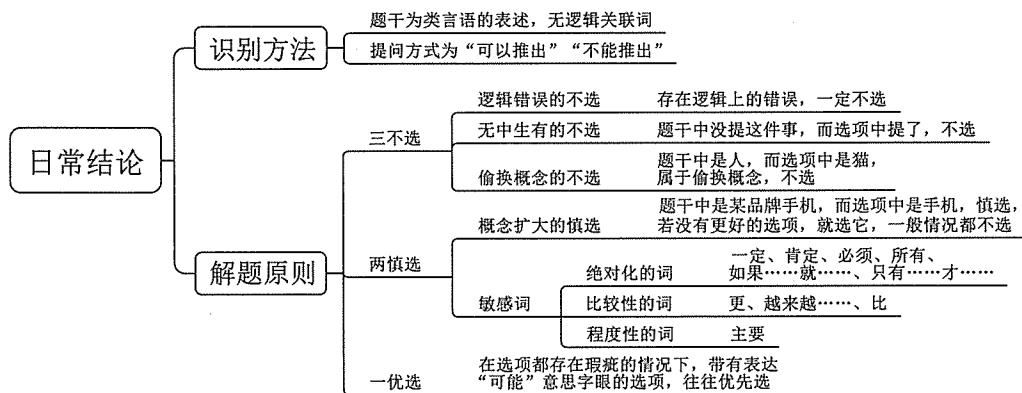 日常结论
识别方法
题干为类言语的表述，无逻辑关联词
提问方式为“可以推出”“不能推出”
解题原则
三不选
逻辑错误的不选
存在逻辑上的错误，一定不选
无中生有的不选
题干中没提这件事，而选项中提了，不选
偷换概念的不选
题干中是人，而选项中是猫，
属于偷换概念，不选
两慎选
概念扩大的慎选
题干中是某品牌手机，而选项中是手机，慎选，
若没有更好的选项，就选它，一般情况都不选
敏感词
绝对化的词
一定、肯定、必须、所有、
如果……就……、只有……才……
比较性的词
更、越来越……、比
程度性的词
主要
一优选
在选项都存在瑕疵的情况下，带有表达
“可能”意思字眼的选项，往往优先选